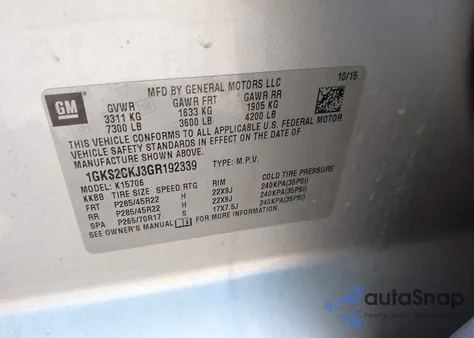 GM
MFD BY GENERAL MOTORS LLC 10/15
GVWR GAWR FRT GAWR RR
3311 KG 1633 KG 1905 KG
7300 LB 3600 LB 4200 LB
THIS VEHICLE CONFORMS TO ALL APPLICABLE U.S. FEDERAL MOTOR
VEHICLE SAFETY STANDARDS IN EFFECT ON THE DATE OF
MANUFACTURE SHOWN ABOVE.
1GKS2CKJ3GR192339 TYPE: M.P.V.
MODEL: K15706
KKBB TIRE SIZE SPEED RTG RIM COLD TIRE PRESSURE
FRT P285/45R22 H 22X9J 240KPA(35PSI)
RR P285/45R22 H 22X9J 240KPA(35PSI)
SPA P265/70R17 S 17X7.5J 240KPA(35PSI)
SEE OWNER'S MANUAL FOR MORE INFORMATION.
autoSnap